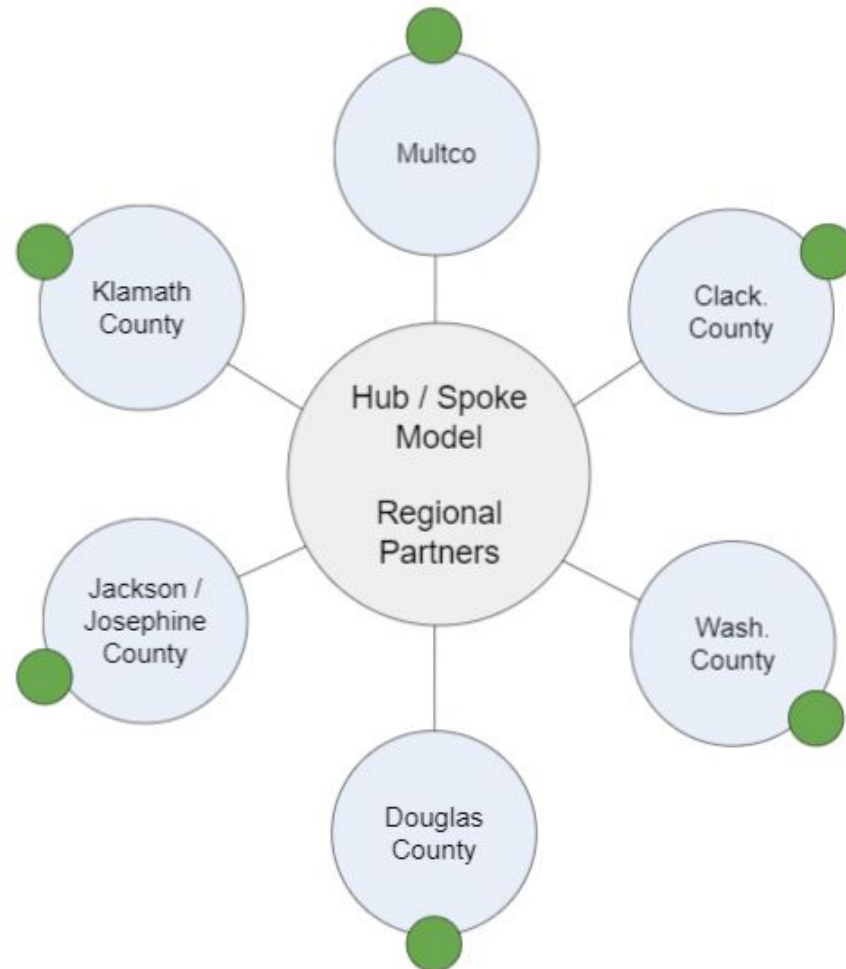 Multco
Klamath
County
Clack.
County
Hub / Spoke
Model
Regional
Partners
Jackson /
Josephine
County
Wash.
County
Douglas
County